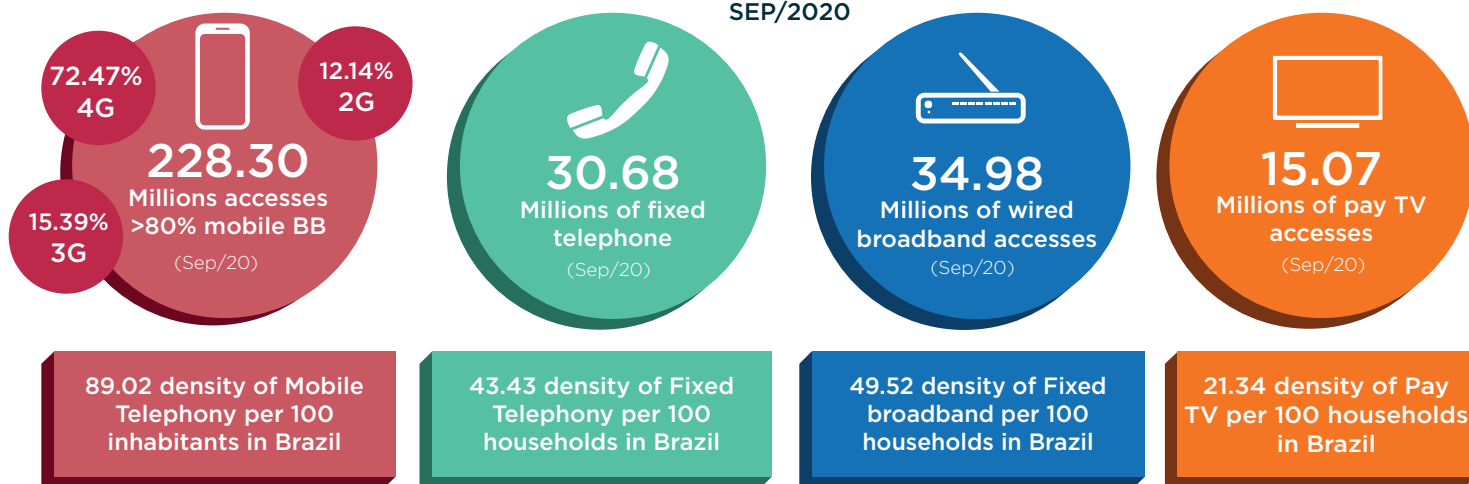 SEP/2020
72.47%
4G
12.14%
2G
15.39%
3G
228.30
Millions accesses
>80% mobile BB
(Sep/20)
30.68
Millions of fixed
telephone
(Sep/20)
34.98
Millions of wired
broadband accesses
(Sep/20)
15.07
Millions of pay TV
accesses
(Sep/20)
89.02 density of Mobile
Telephony per 100
inhabitants in Brazil
43.43 density of Fixed
Telephony per 100
households in Brazil
49.52 density of Fixed
broadband per 100
households in Brazil
21.34 density of Pay
TV per 100 households
in Brazil